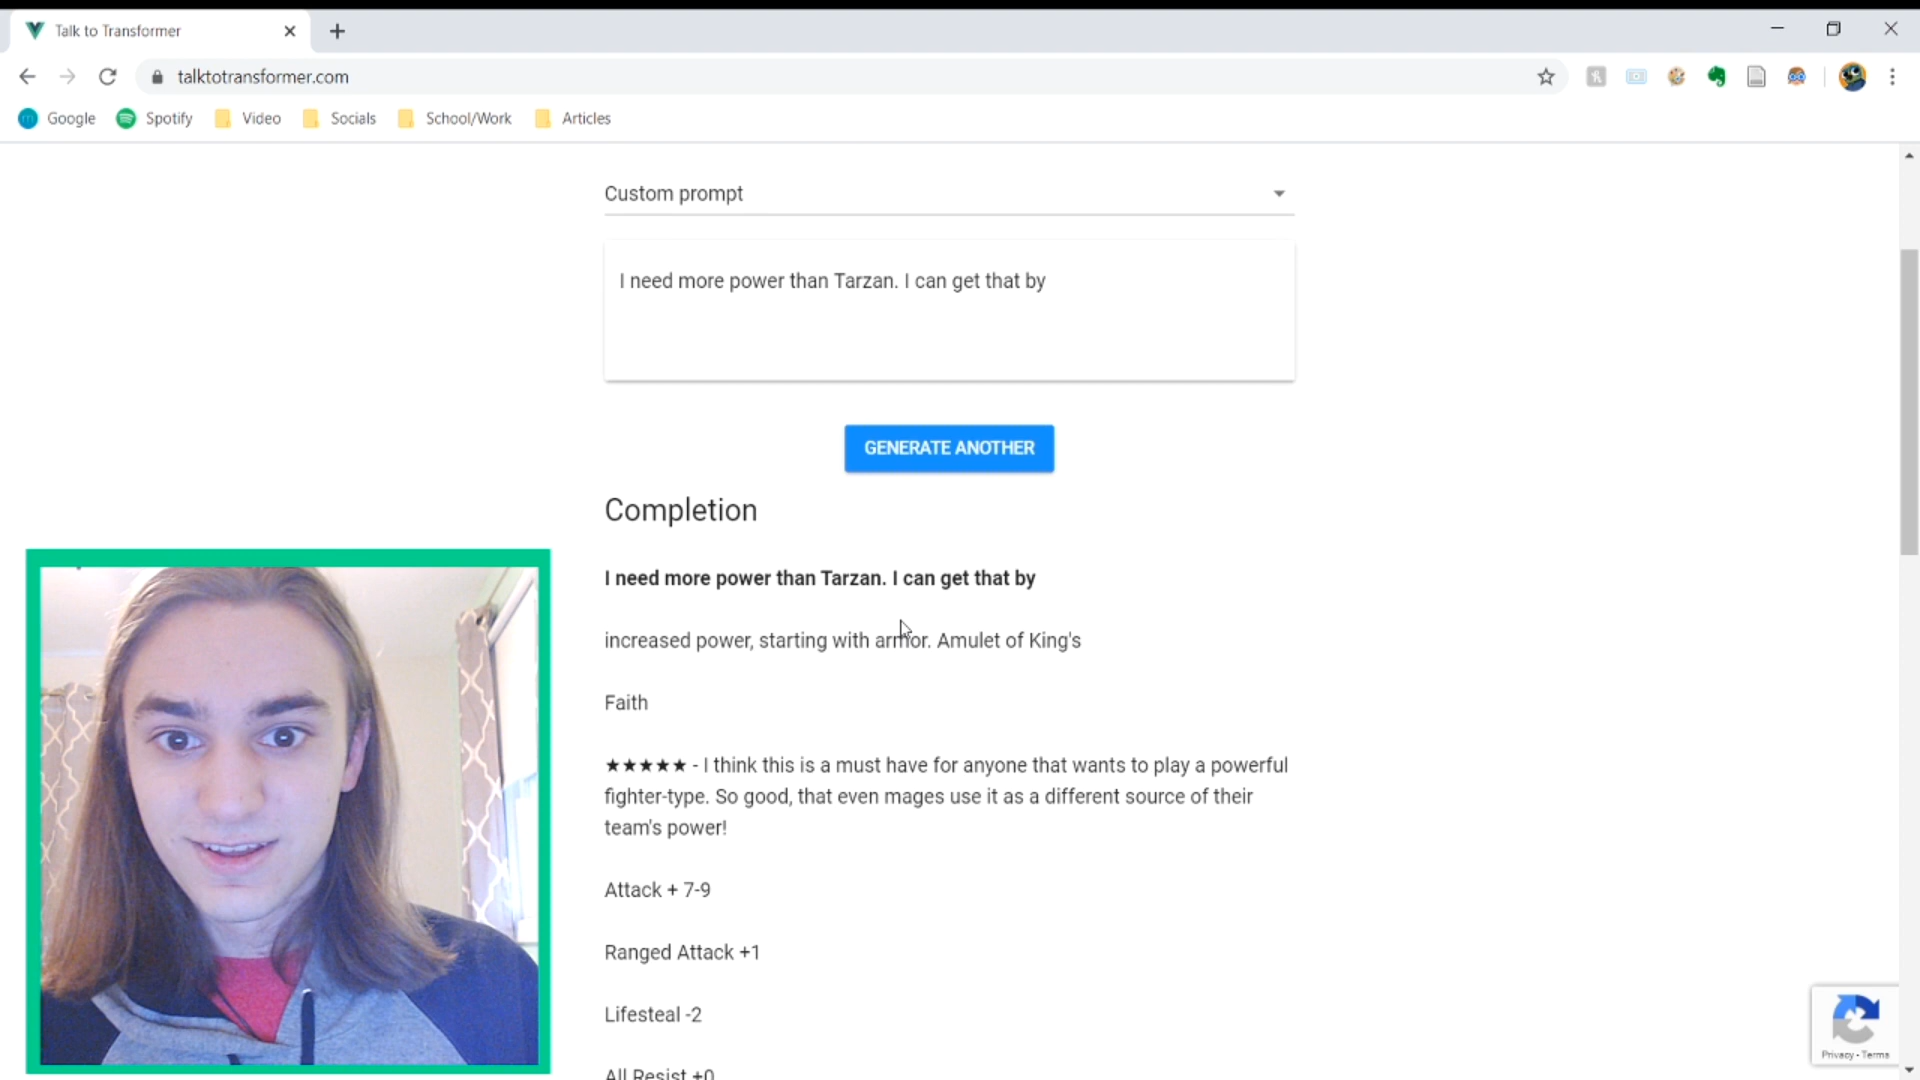 Talk to Transformer
talktotransformer.com
Google Spotify Video Socials School/Work Articles
Custom prompt
I need more power than Tarzan. I can get that by
GENERATE ANOTHER
Completion
I need more power than Tarzan. I can get that by
increased power, starting with armor. Amulet of King's
Faith
★★★★★ - I think this is a must have for anyone that wants to play a powerful
fighter-type. So good, that even mages use it as a different source of their
team's power!
Attack + 7-9
Ranged Attack +1
Lifesteal -2
All Resist +0
Privacy - Terms